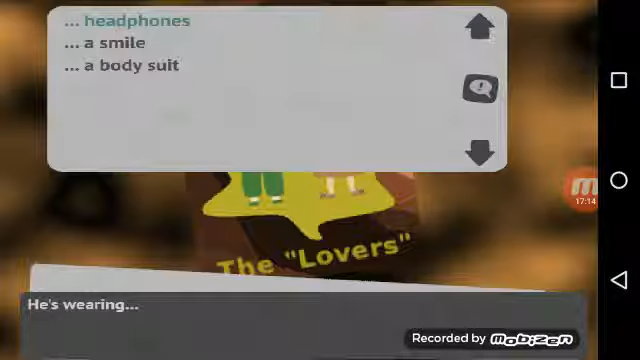 ... headphones
... a smile
... a body suit
The "Lovers"
He's wearing...
17:14
Recorded by mobizen